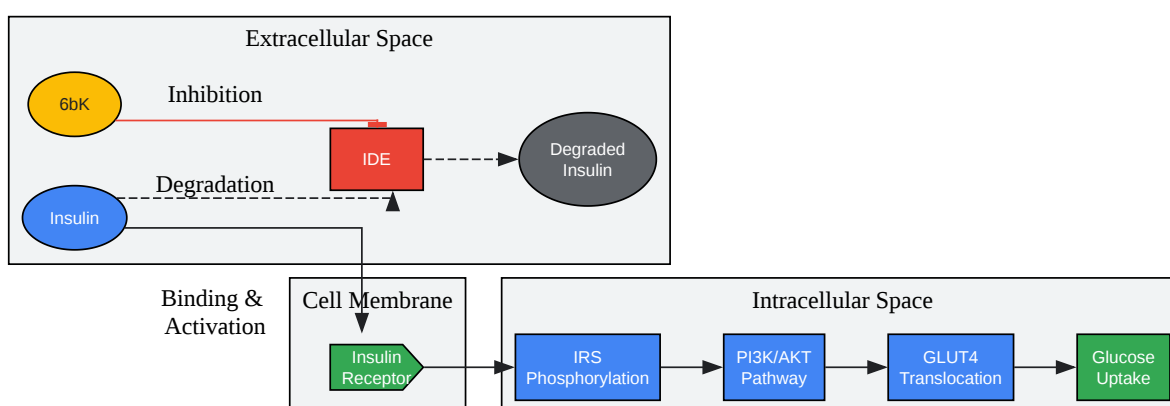 Extracellular Space
6bK
Inhibition
IDE
Degraded
Insulin
Degradation
Insulin
Binding &
Activation
Cell Membrane
Insulin
Receptor
Intracellular Space
IRS
Phosphorylation
PI3K/AKT
Pathway
GLUT4
Translocation
Glucose
Uptake